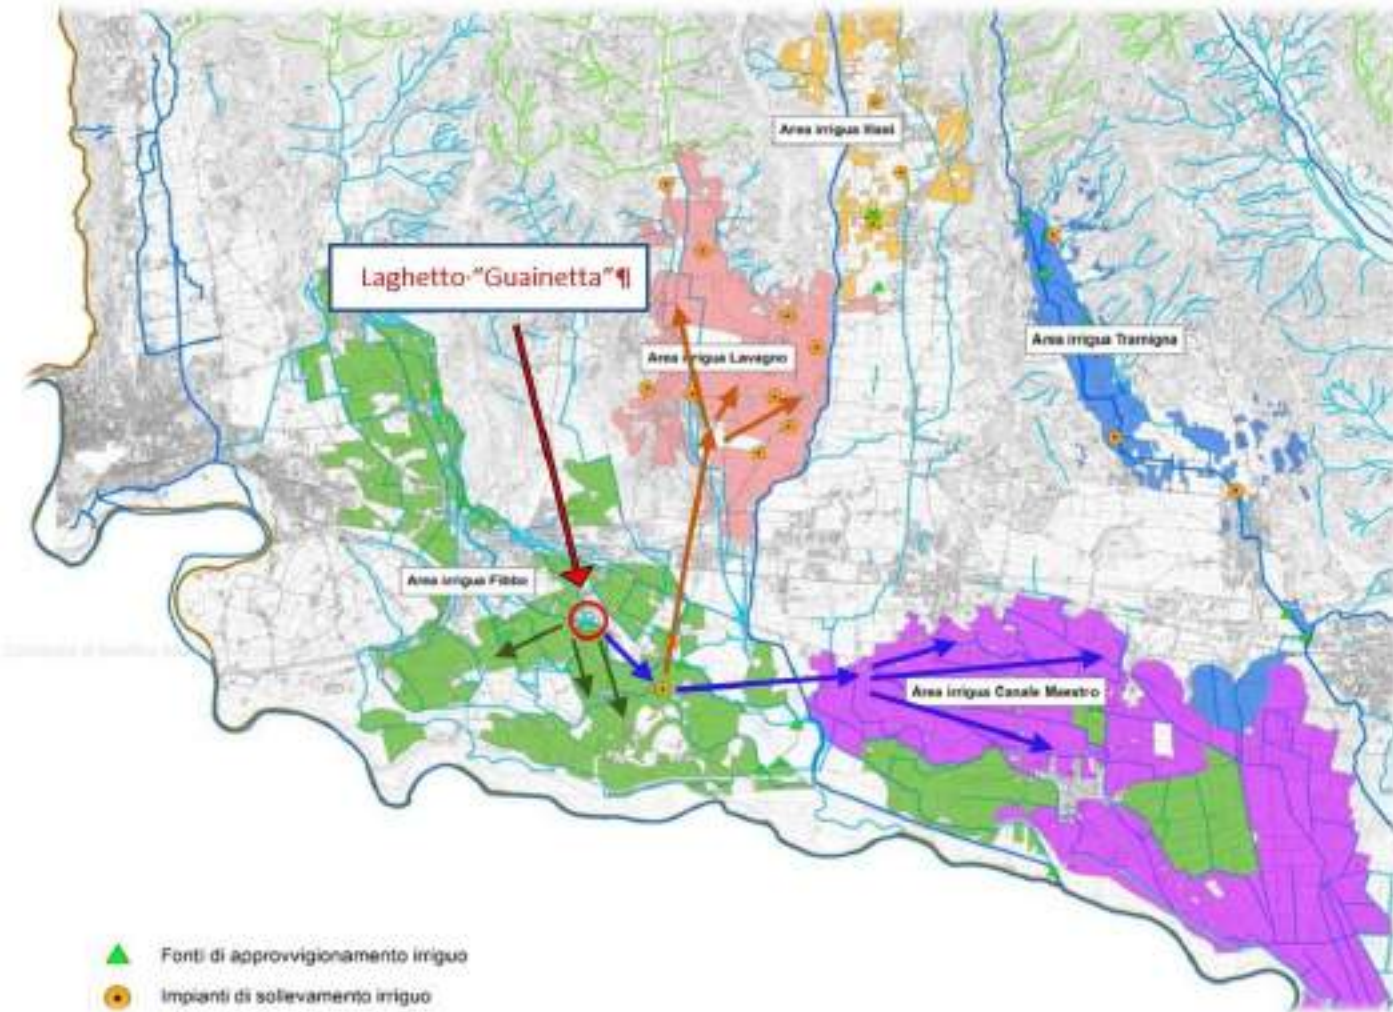 Area irrigua Illasi
Laghetto·"Guainetta"¶
Area irrigua Tramigna
Area irrigua Lavagno
Area irrigua Fibbio
Area irrigua Canale Maestro
Fonti di approvvigionamento irriguo
Impianti di sollevamento irriguo